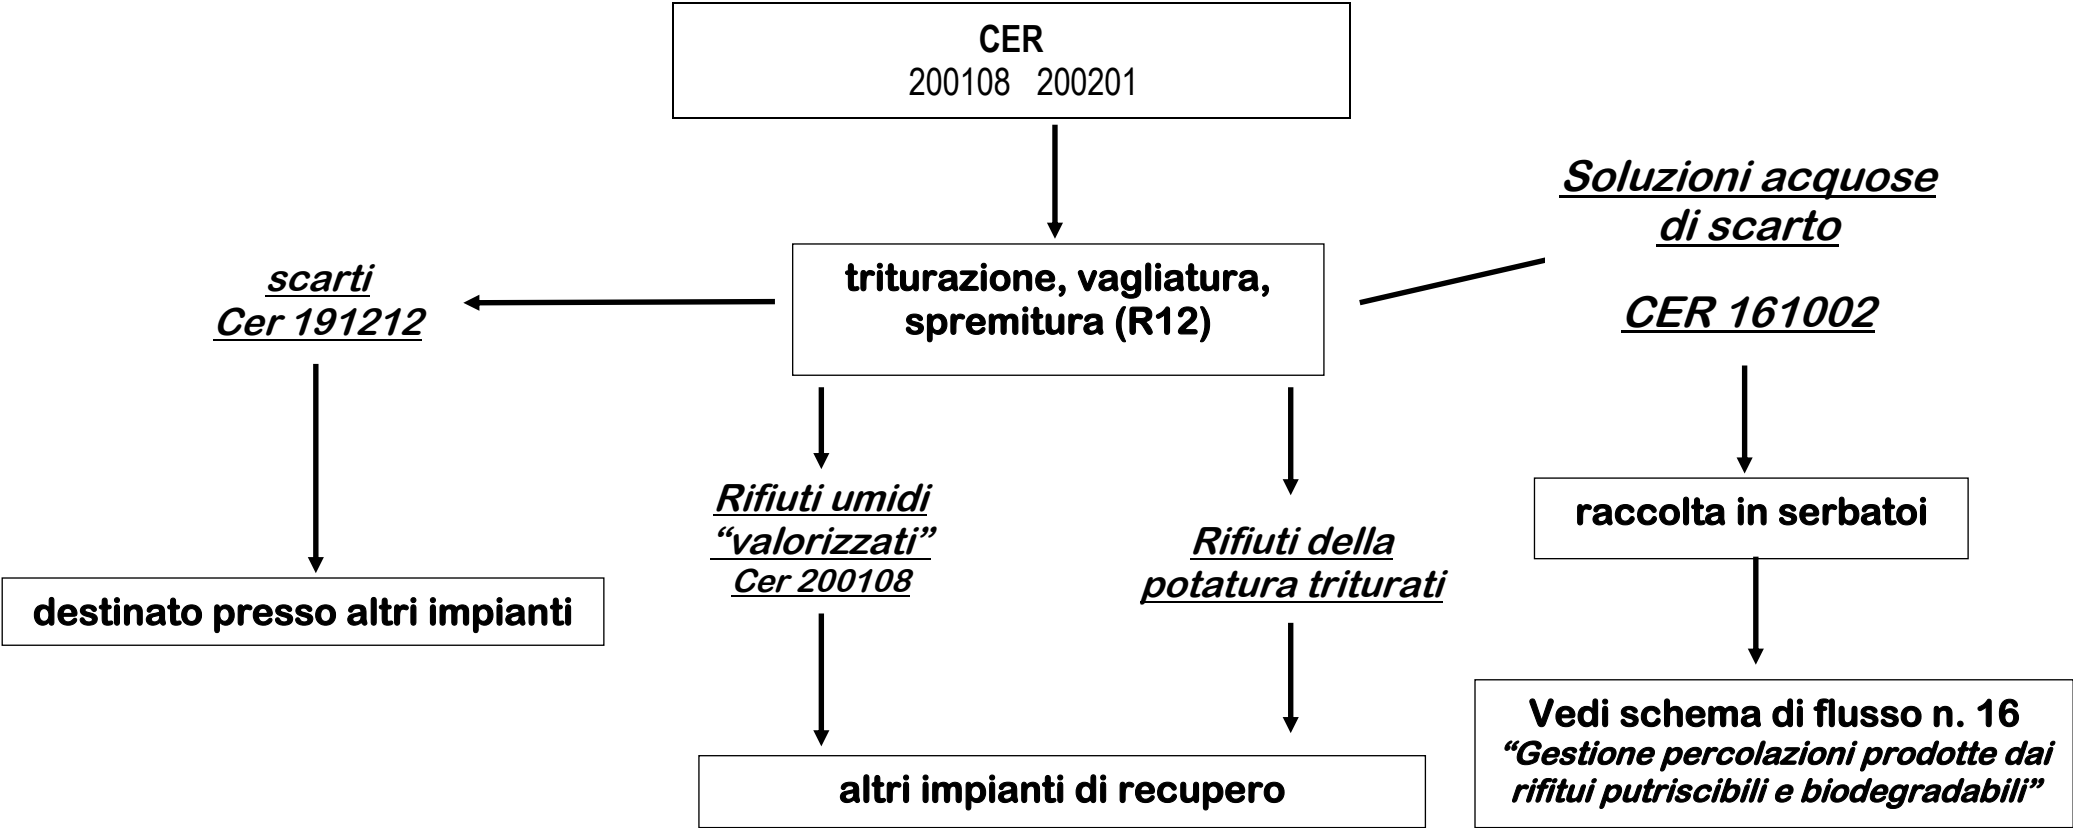 CER
200108 200201
Soluzioni acquose
di scarto
CER 161002
triturazione, vagliatura,
spremitura (R12)
scarti
Cer 191212
Rifiuti umidi
“valorizzati”
Cer 200108
Rifiuti della
potatura triturati
raccolta in serbatoi
destinato presso altri impianti
Vedi schema di flusso n. 16
“Gestione percolazioni prodotte dai
rifitui putriscibili e biodegradabili”
altri impianti di recupero